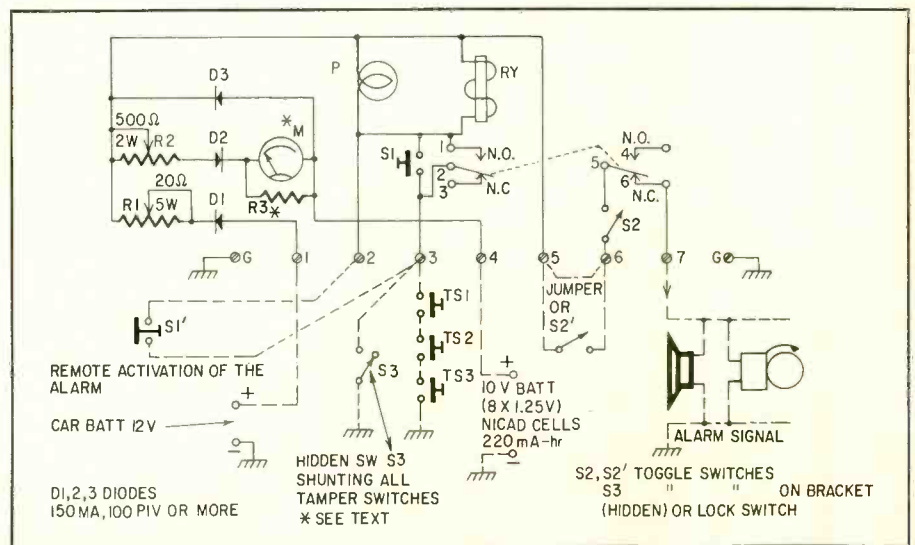 D3
P
RY
500Ω
D2
*M
2W R2
S1
1
N.O.
2
N.C
3
20Ω
D1
R1 5W
R3*
N.O.
4
5
6
N.C.
S2
G
1
2
3
4
5
6
7
G
JUMPER
OR
S2'
TS1
TS2
TS3
S1'
S3
REMOTE ACTIVATION OF THE
ALARM
+
CAR BATT 12V
−
+
10V BATT
(8 X 1.25V)
NICAD CELLS
220 mA-hr
−
ALARM SIGNAL
HIDDEN SW S3
SHUNTING ALL
TAMPER SWITCHES
* SEE TEXT
D1,2,3 DIODES
150 MA, 100 PIV OR MORE
S2, S2' TOGGLE SWITCHES
S3 " " ON BRACKET
(HIDDEN) OR LOCK SWITCH